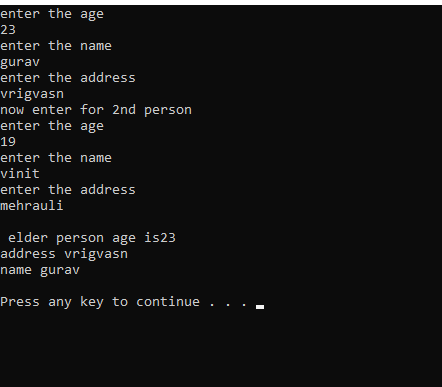 enter the age
23
enter the name
gurav
enter the address
vrigvasn
now enter for 2nd person
enter the age
19
enter the name
vinit
enter the address
mehrauli
elder person age is23
address vrigvasn
name gurav
Press any key to continue . . .